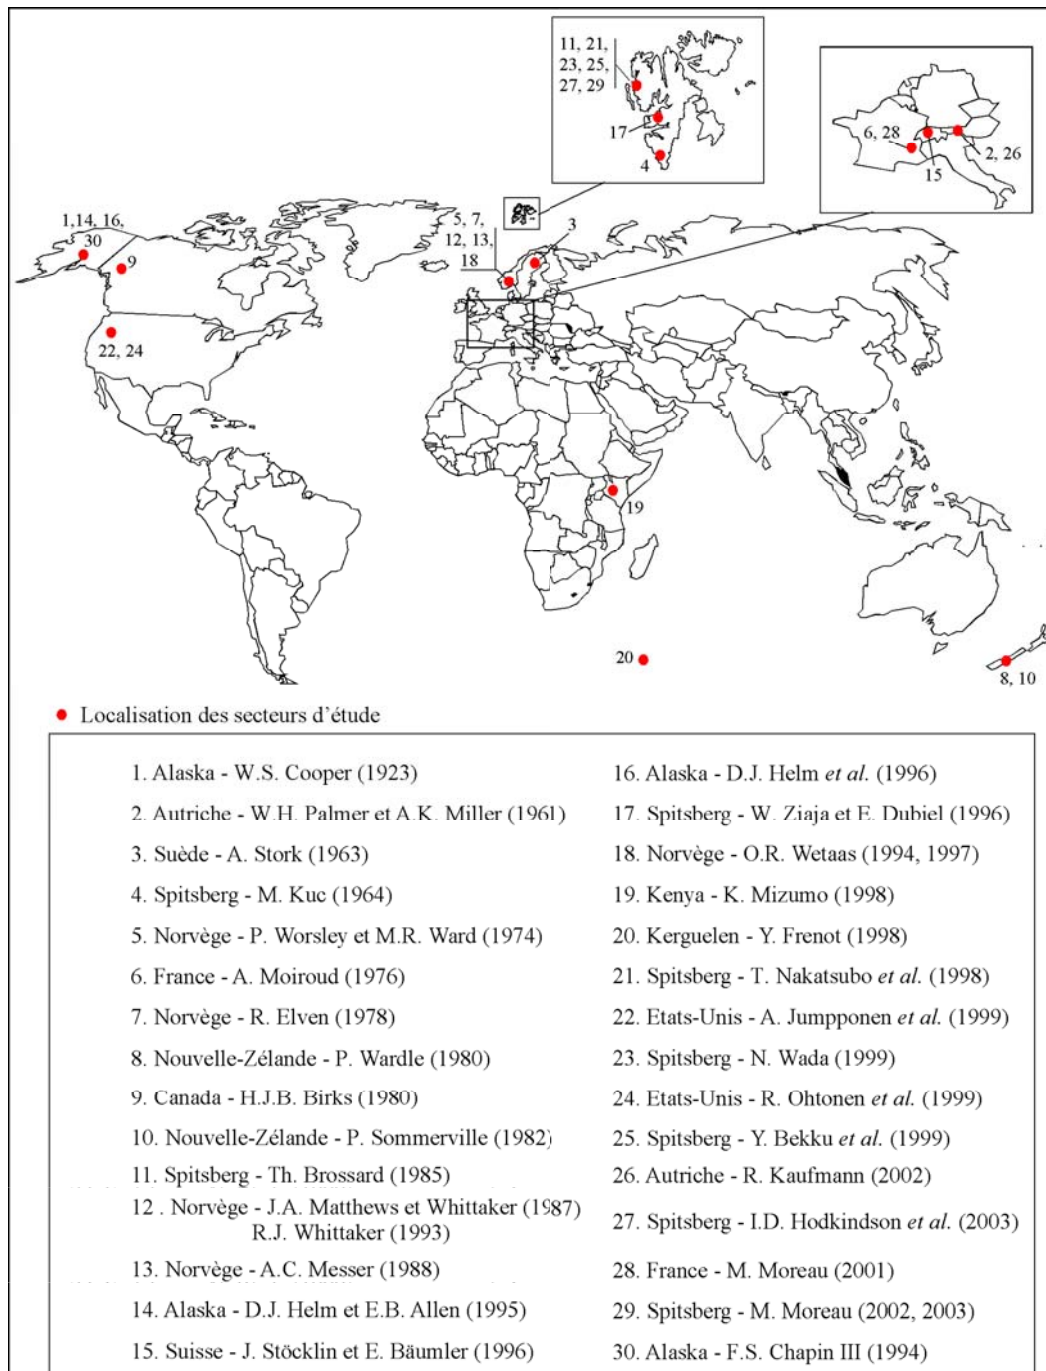 11, 21,
23, 25,
27, 29
17
4
6, 28
15
2, 26
1,14, 16,
30
9
5, 7,
12, 13,
18
3
22, 24
19
20
8, 10
Localisation des secteurs d'étude
1. Alaska - W.S. Cooper (1923)
2. Autriche - W.H. Palmer et A.K. Miller (1961)
3. Suède - A. Stork (1963)
4. Spitsberg - M. Kuc (1964)
5. Norvège - P. Worsley et M.R. Ward (1974)
6. France - A. Moiroud (1976)
7. Norvège - R. Elven (1978)
8. Nouvelle-Zélande - P. Wardle (1980)
9. Canada - H.J.B. Birks (1980)
10. Nouvelle-Zélande - P. Sommerville (1982)
11. Spitsberg - Th. Brossard (1985)
12 . Norvège - J.A. Matthews et Whittaker (1987)
R.J. Whittaker (1993)
13. Norvège - A.C. Messer (1988)
14. Alaska - D.J. Helm et E.B. Allen (1995)
15. Suisse - J. Stöcklin et E. Bäumler (1996)
16. Alaska - D.J. Helm et al. (1996)
17. Spitsberg - W. Ziaja et E. Dubiel (1996)
18. Norvège - O.R. Wetaas (1994, 1997)
19. Kenya - K. Mizumo (1998)
20. Kerguelen - Y. Frenot (1998)
21. Spitsberg - T. Nakatsubo et al. (1998)
22. Etats-Unis - A. Jumpponen et al. (1999)
23. Spitsberg - N. Wada (1999)
24. Etats-Unis - R. Ohtonen et al. (1999)
25. Spitsberg - Y. Bekku et al. (1999)
26. Autriche - R. Kaufmann (2002)
27. Spitsberg - I.D. Hodkindson et al. (2003)
28. France - M. Moreau (2001)
29. Spitsberg - M. Moreau (2002, 2003)
30. Alaska - F.S. Chapin III (1994)